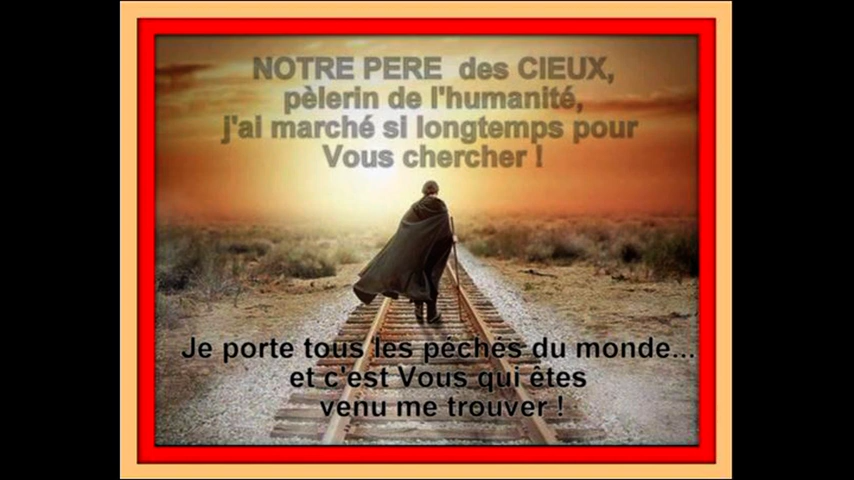 NOTRE PERE des CIEUX,
pèlerin de l'humanité,
j'ai marché si longtemps pour
Vous chercher !
Je porte tous les péchés du monde...
et c'est Vous qui êtes
venu me trouver !